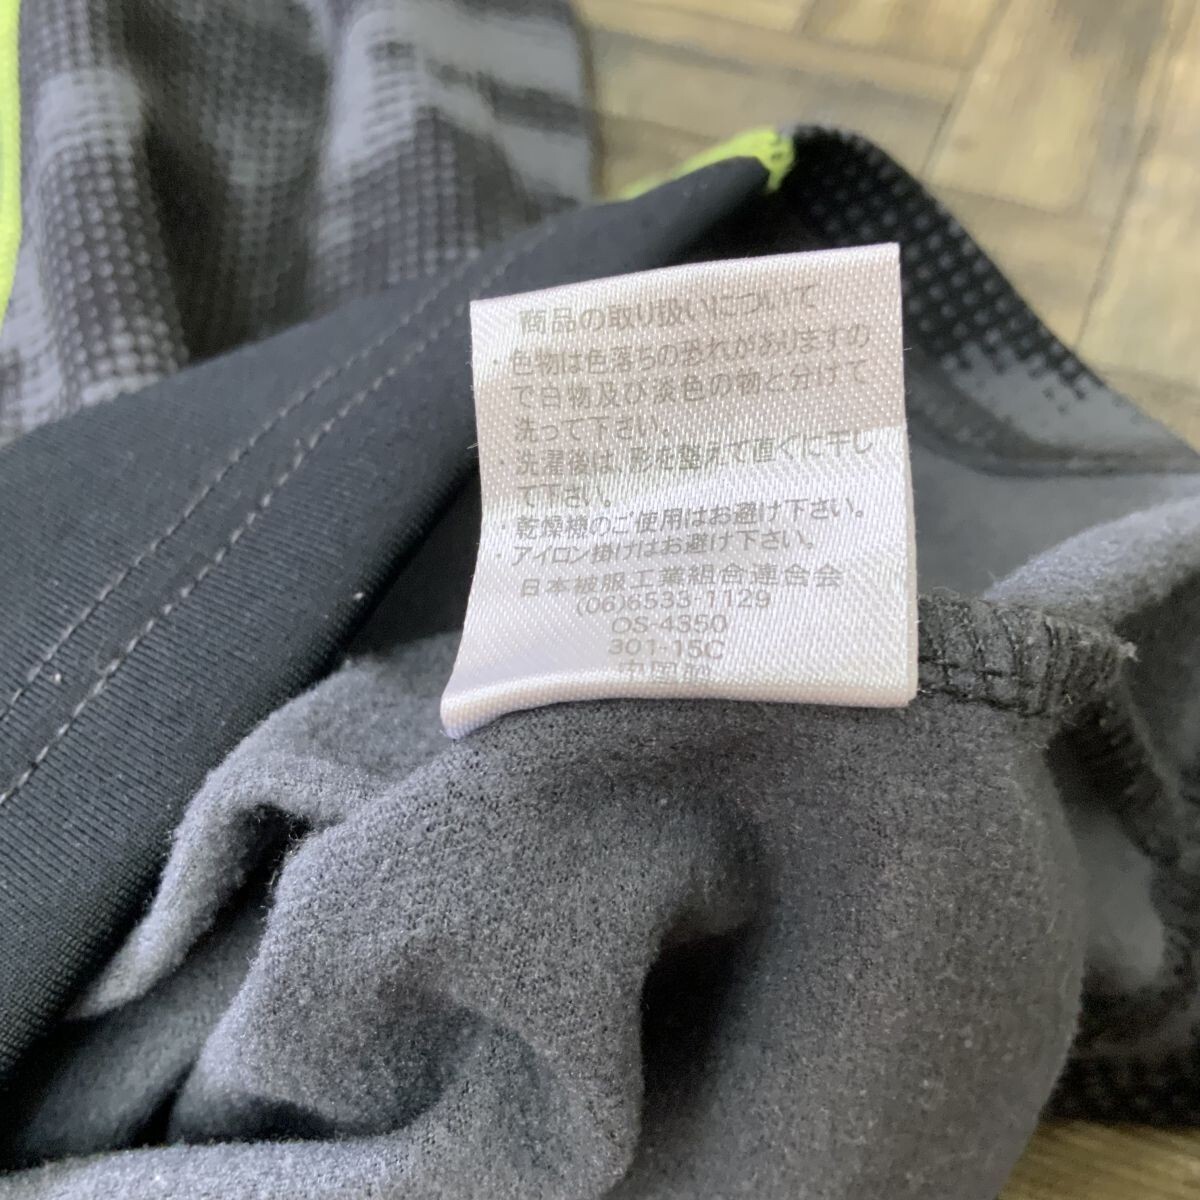 商品の取り扱いについて
・色物は色落ちの恐れがありますの
で白物及び淡色の物と分けて
洗って下さい。
・洗濯後は、形を整えて直ぐに干し
て下さい。
・乾燥機のご使用はお避け下さい。
・アイロン掛けはお避け下さい。
日本被服工業組合連合会
(06)6533-1129
OS-4350
301-15C
中国製